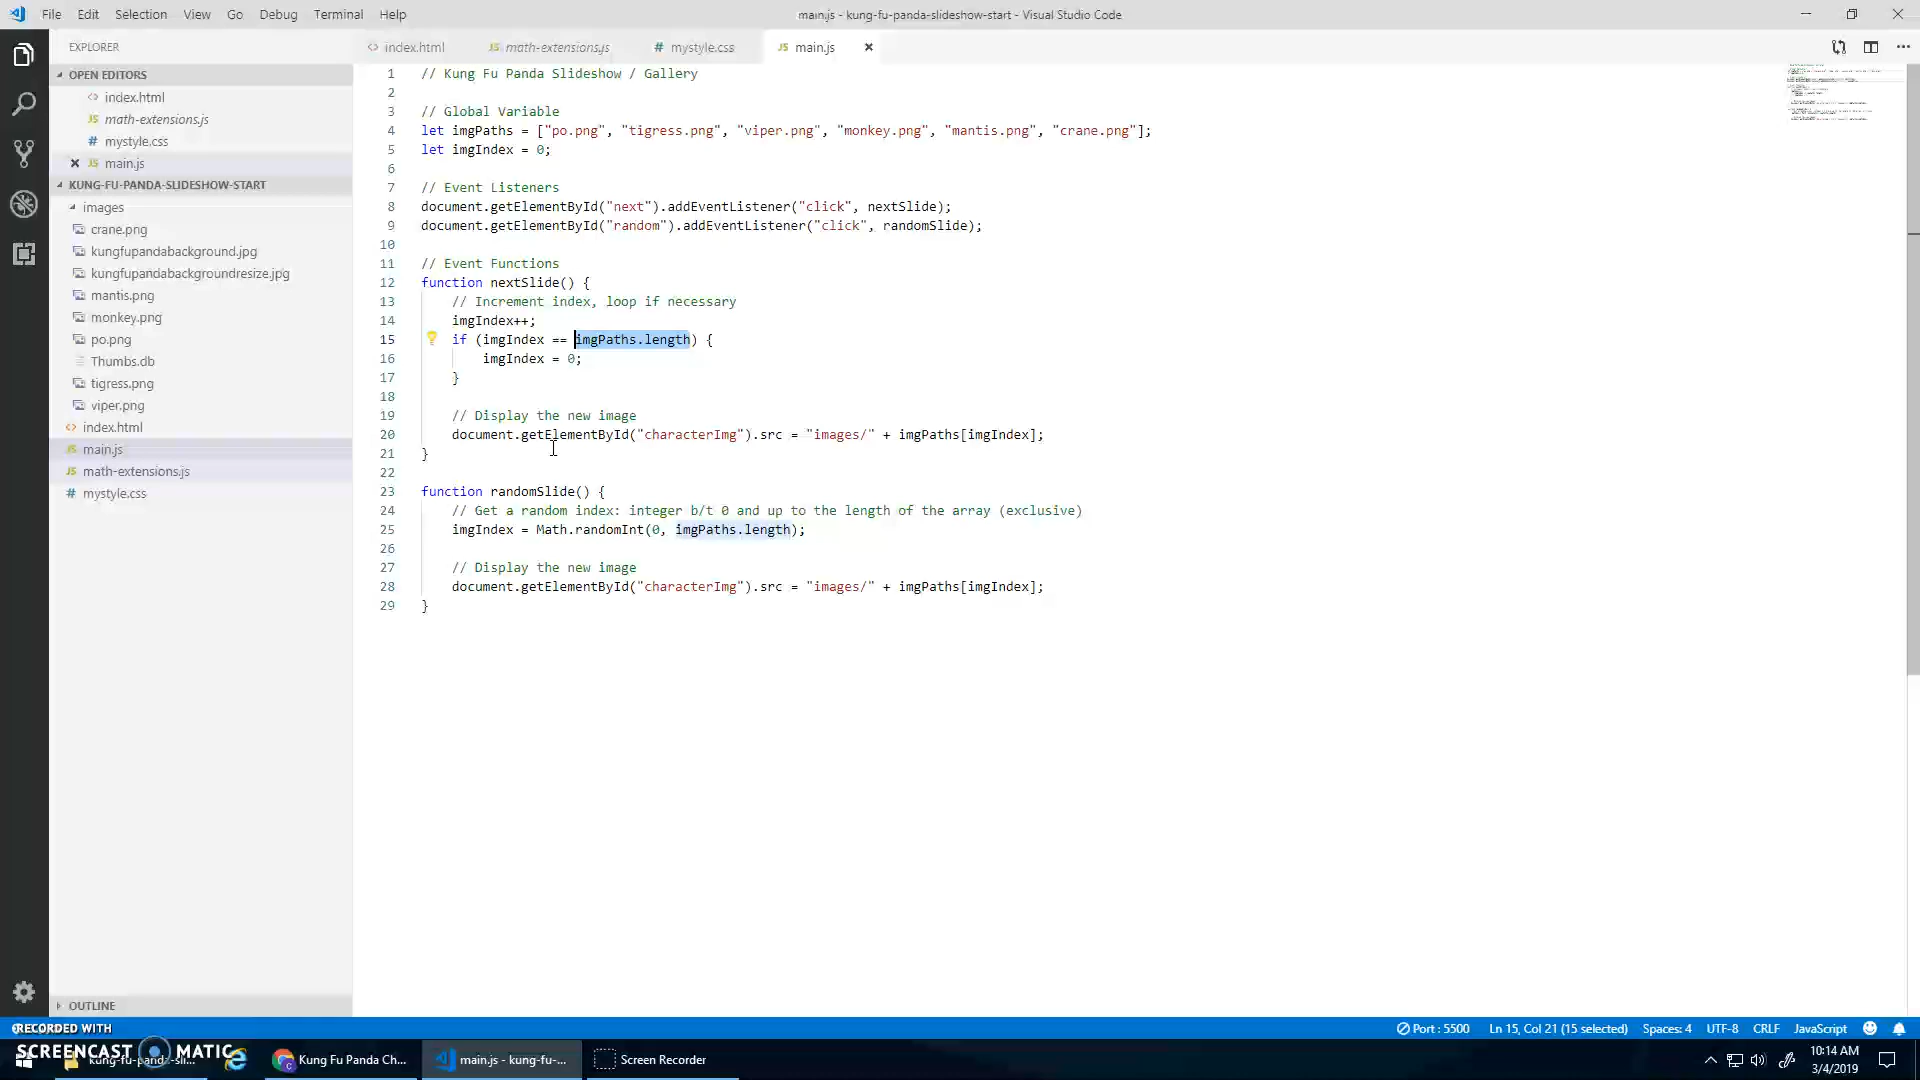 File Edit Selection View Go Debug Terminal Help
main.js - kung-fu-panda-slideshow-start - Visual Studio Code
EXPLORER
OPEN EDITORS
index.html
math-extensions.js
mystyle.css
main.js
KUNG-FU-PANDA-SLIDESHOW-START
images
crane.png
kungfupandabackground.jpg
kungfupandabackgroundresize.jpg
mantis.png
monkey.png
po.png
Thumbs.db
tigress.png
viper.png
index.html
main.js
math-extensions.js
mystyle.css
OUTLINE
index.html math-extensions.js mystyle.css main.js
1 // Kung Fu Panda Slideshow / Gallery
2
3 // Global Variable
4 let imgPaths = ["po.png", "tigress.png", "viper.png", "monkey.png", "mantis.png", "crane.png"];
5 let imgIndex = 0;
6
7 // Event Listeners
8 document.getElementById("next").addEventListener("click", nextSlide);
9 document.getElementById("random").addEventListener("click", randomSlide);
10
11 // Event Functions
12 function nextSlide() {
13 // Increment index, loop if necessary
14 imgIndex++;
15 if (imgIndex == imgPaths.length) {
16 imgIndex = 0;
17 }
18
19 // Display the new image
20 document.getElementById("characterImg").src = "images/" + imgPaths[imgIndex];
21 }
22
23 function randomSlide() {
24 // Get a random index: integer b/t 0 and up to the length of the array (exclusive)
25 imgIndex = Math.randomInt(0, imgPaths.length);
26
27 // Display the new image
28 document.getElementById("characterImg").src = "images/" + imgPaths[imgIndex];
29 }
Port : 5500 Ln 15, Col 21 (15 selected) Spaces: 4 UTF-8 CRLF JavaScript
RECORDED WITH
SCREENCAST MATIC
kung-fu-panda-sli...
Kung Fu Panda Ch...
main.js - kung-fu-...
Screen Recorder
10:14 AM
3/4/2019